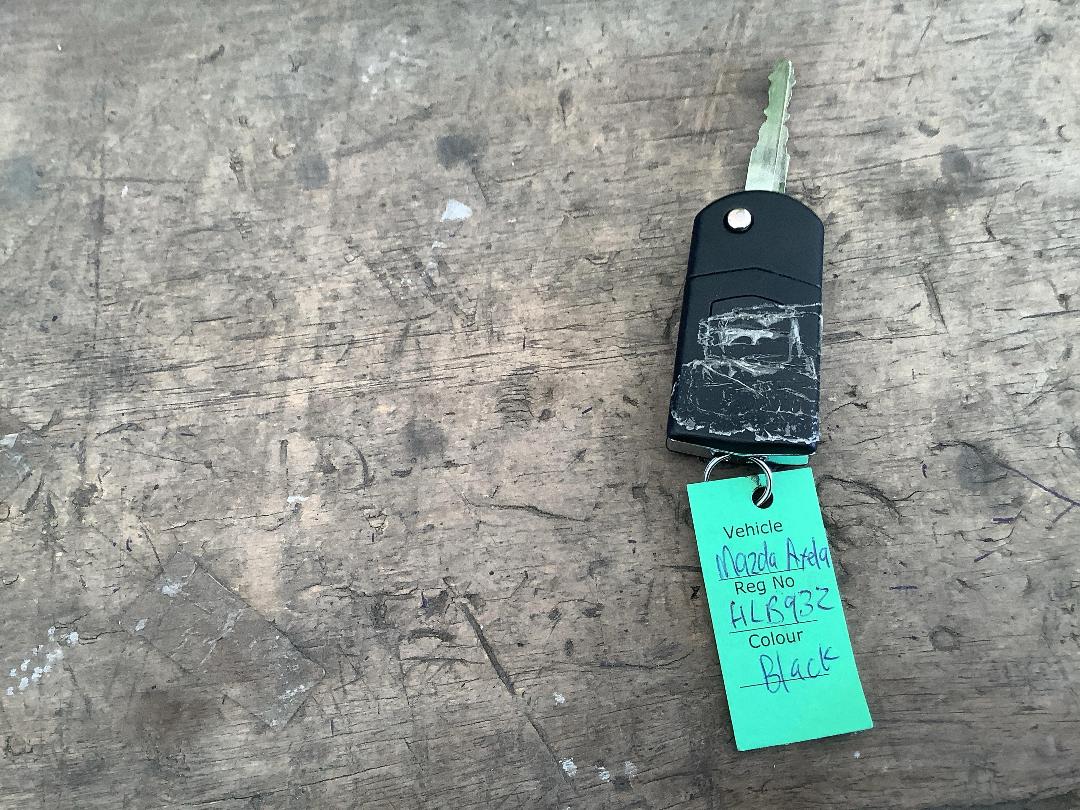 Vehicle
Mazda Axela
Reg No
HLB932
Colour
Black